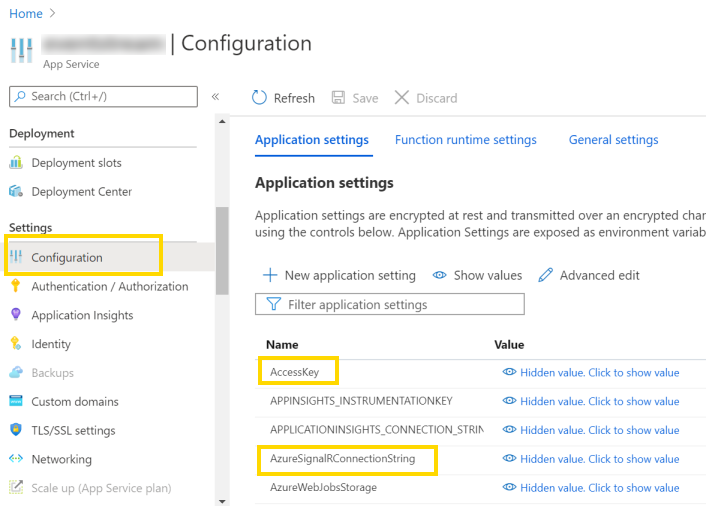 Home >
| Configuration
App Service
Search (Ctrl+/)
«
Refresh
Save
Discard
Deployment
Deployment slots
Deployment Center
Settings
Configuration
Authentication / Authorization
Application Insights
Identity
Backups
Custom domains
TLS/SSL settings
Networking
Scale up (App Service plan)
Application settings
Function runtime settings
General settings
Application settings
Application settings are encrypted at rest and transmitted over an encrypted chan
using the controls below. Application Settings are exposed as environment variab
New application setting
Show values
Advanced edit
Filter application settings
Name Value
AccessKey Hidden value. Click to show value
APPINSIGHTS_INSTRUMENTATIONKEY Hidden value. Click to show value
APPLICATIONINSIGHTS_CONNECTION_STRIN Hidden value. Click to show value
AzureSignalRConnectionString Hidden value. Click to show value
AzureWebJobsStorage Hidden value. Click to show value